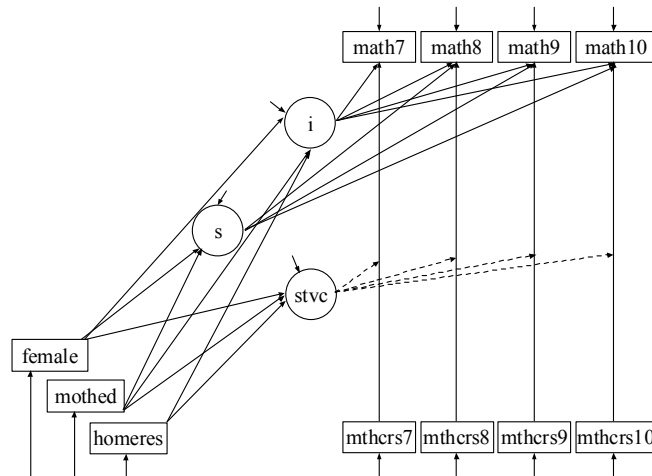 math7 math8 math9 math10
i
s
stvc
female
mothed
homeres
mthcrs7 mthcrs8 mthcrs9 mthcrs10